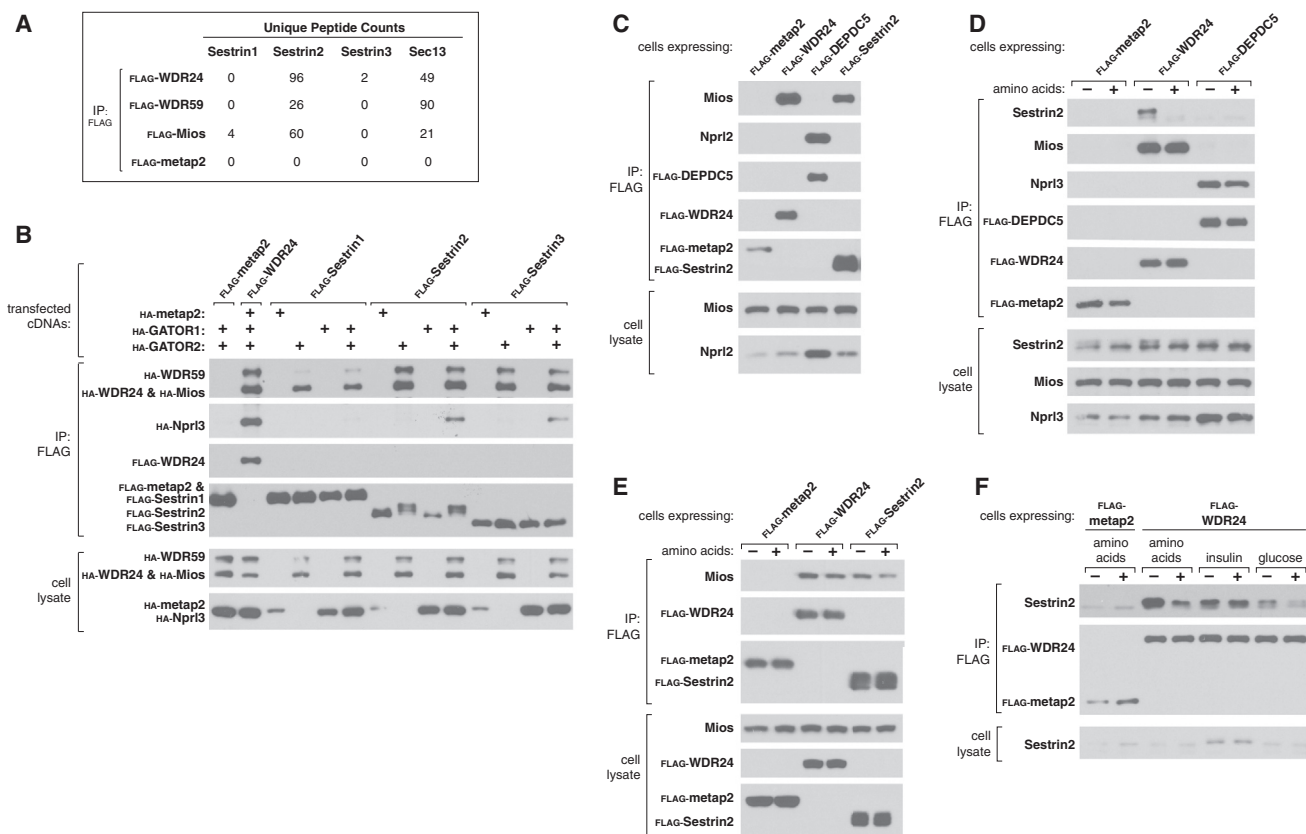 A
Unique Peptide Counts
Sestrin1 Sestrin2 Sestrin3 Sec13
IP: FLAG
FLAG-WDR24 0 96 2 49
FLAG-WDR59 0 26 0 90
FLAG-Mios 4 60 0 21
FLAG-metap2 0 0 0 0
B
FLAG-metap2 FLAG-WDR24 FLAG-Sestrin1 FLAG-Sestrin2 FLAG-Sestrin3
transfected cDNAs:
HA-metap2: + + + +
HA-GATOR1: + + + + + + + +
HA-GATOR2: + + + + + + + +
IP: FLAG
HA-WDR59
HA-WDR24 & HA-Mios
HA-Nprl3
FLAG-WDR24
FLAG-metap2 &
FLAG-Sestrin1
FLAG-Sestrin2
FLAG-Sestrin3
cell lysate
HA-WDR59
HA-WDR24 & HA-Mios
HA-metap2
HA-Nprl3
C
cells expressing: FLAG-metap2 FLAG-WDR24 FLAG-DEPDC5 FLAG-Sestrin2
IP: FLAG
Mios
Nprl2
FLAG-DEPDC5
FLAG-WDR24
FLAG-metap2
FLAG-Sestrin2
cell lysate
Mios
Nprl2
D
cells expressing: FLAG-metap2 FLAG-WDR24 FLAG-DEPDC5
amino acids: − + − + − +
IP: FLAG
Sestrin2
Mios
Nprl3
FLAG-DEPDC5
FLAG-WDR24
FLAG-metap2
cell lysate
Sestrin2
Mios
Nprl3
E
cells expressing: FLAG-metap2 FLAG-WDR24 FLAG-Sestrin2
amino acids: − + − + − +
IP: FLAG
Mios
FLAG-WDR24
FLAG-metap2
FLAG-Sestrin2
cell lysate
Mios
FLAG-WDR24
FLAG-metap2
FLAG-Sestrin2
F
cells expressing: FLAG-metap2 FLAG-WDR24
amino acids amino acids insulin glucose
− + − + − + − +
IP: FLAG
Sestrin2
FLAG-WDR24
FLAG-metap2
cell lysate
Sestrin2